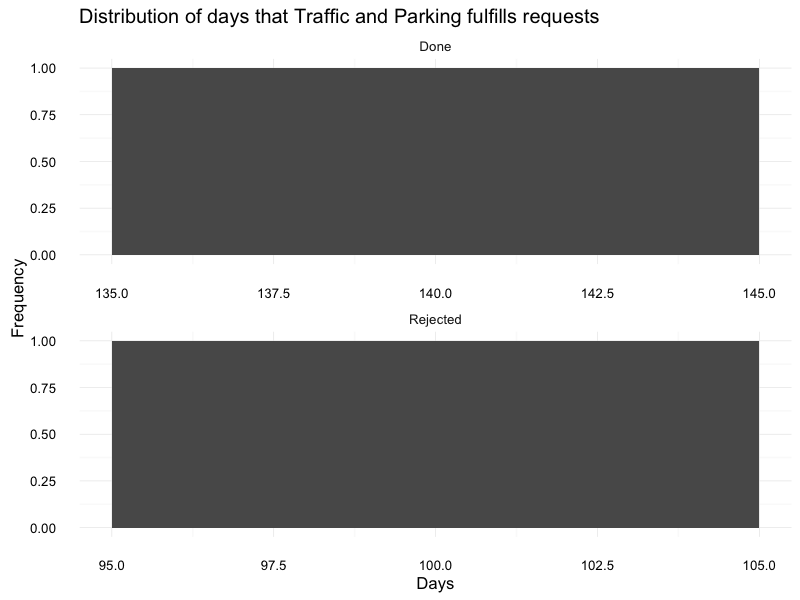 Distribution of days that Traffic and Parking fulfills requests
Done
1.00
0.75
0.50
0.25
0.00
135.0 137.5 140.0 142.5 145.0
Frequency
Rejected
1.00
0.75
0.50
0.25
0.00
95.0 97.5 100.0 102.5 105.0
Days